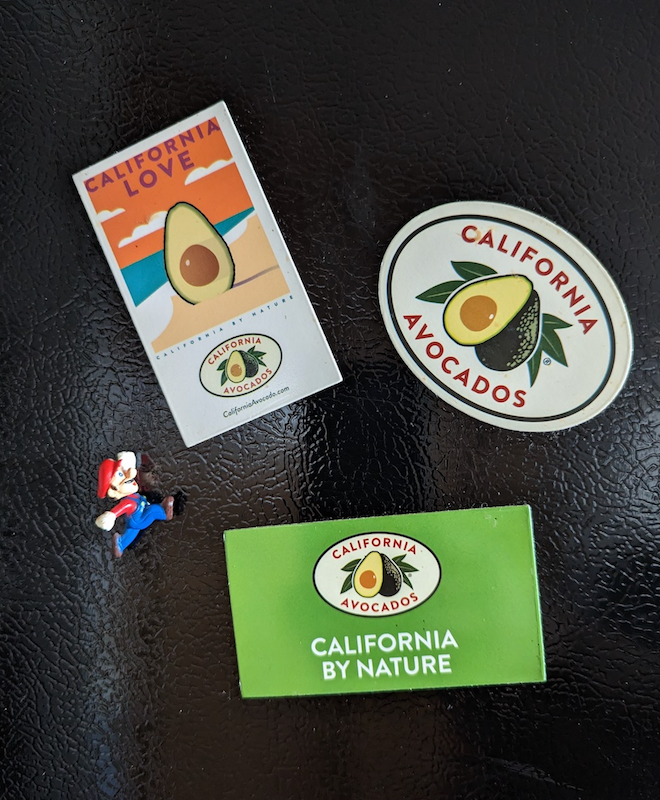 CALIFORNIA
LOVE
CALIFORNIA BY NATURE
CALIFORNIA
AVOCADOS
CaliforniaAvocado.com
CALIFORNIA
AVOCADOS
®
CALIFORNIA
AVOCADOS
CALIFORNIA
BY NATURE